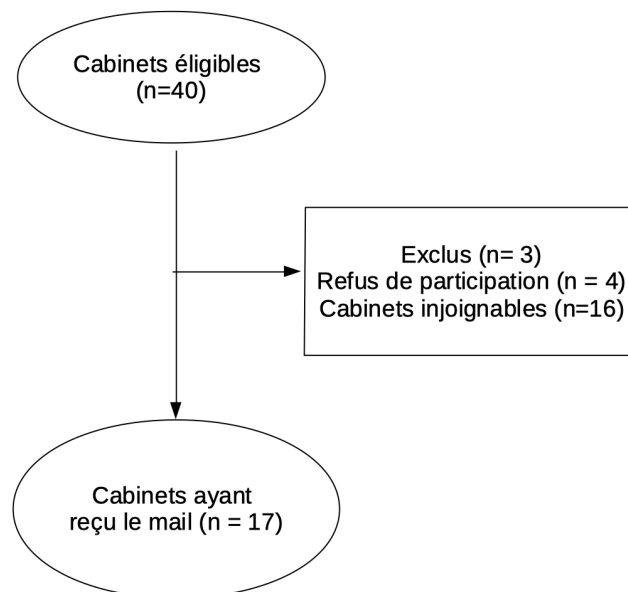 Cabinets éligibles
(n=40)
Exclus (n= 3)
Refus de participation (n = 4)
Cabinets injoignables (n=16)
Cabinets ayant
reçu le mail (n = 17)